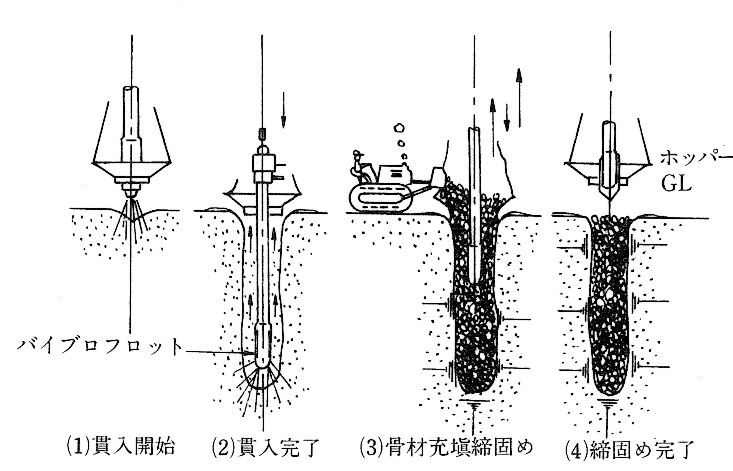 ホッパー
GL
バイブロフロット
(1)貫入開始
(2)貫入完了
(3)骨材充塡締固め
(4)締固め完了